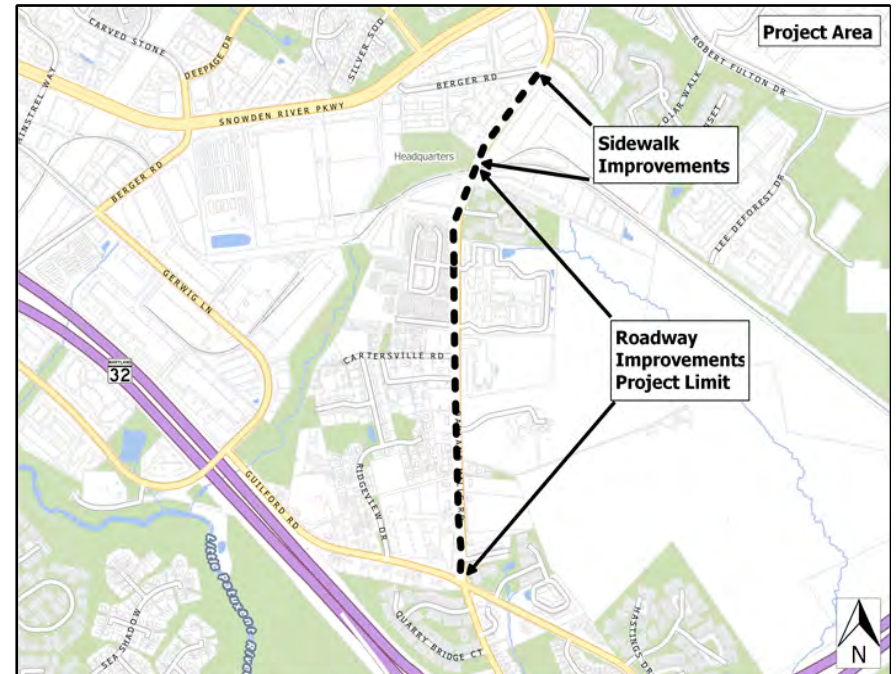 Project Area
CARVED STONE
DEEPAGE DR
SILVER SOD
ROBERT FULTON DR
BERGER RD
SNOWDEN RIVER PKWY
Sidewalk
Improvements
Headquarters
BERGER RD
LEE DEFOREST DR
GERWIG LN
Roadway
Improvements
Project Limit
CARTERSVILLE RD
MARYLAND
32
RIDGEVIEW DR
GUILFORD RD
Little Patuxent River
QUARRY BRIDGE CT
HASTINGS DR
SEA SHADOW
N